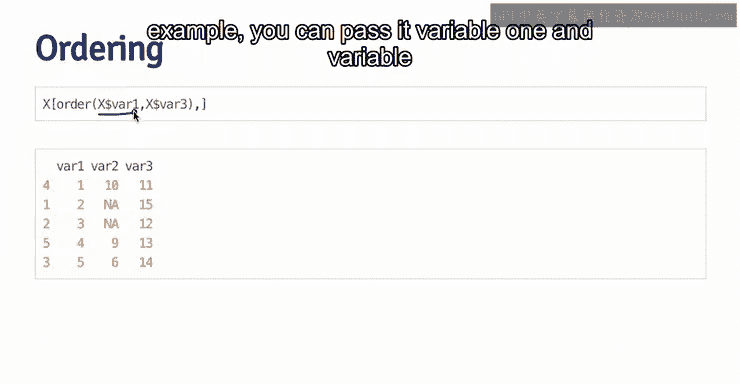 example, you can pass it variable one and
variable
Ordering
X[order(X$var1,X$var3),]
var1 var2 var3
4 1 10 11
1 2 NA 15
2 3 NA 12
5 4 9 13
3 5 6 14